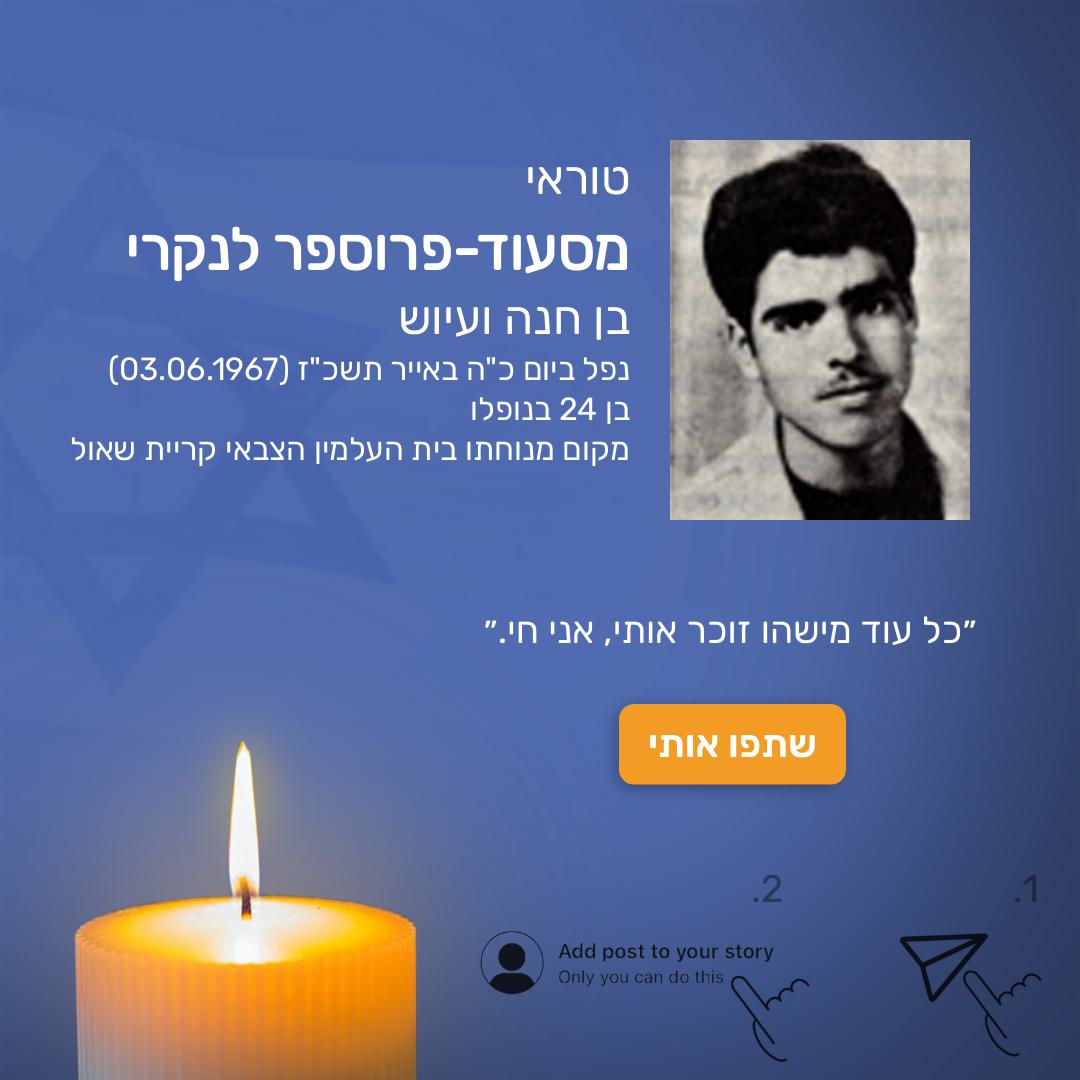 טוראי
מסעוד-פרוספר לנקרי
בן חנה ועיוש
נפל ביום כ"ה באייר תשכ"ז (03.06.1967)
בן 24 בנופלו
מקום מנוחתו בית העלמין הצבאי קריית שאול
״כל עוד מישהו זוכר אותי, אני חי.״
שתפו אותי
1.
2.
Add post to your story
Only you can do this